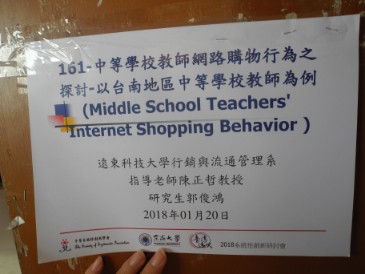 161-中等學校教師網路購物行為之
探討-以台南地區中等學校教師為例
(Middle School Teachers'
Internet Shopping Behavior )
遠東科技大學行銷與流通管理系
指導老師陳正哲教授
研究生郭俊鴻
2018年01月20日